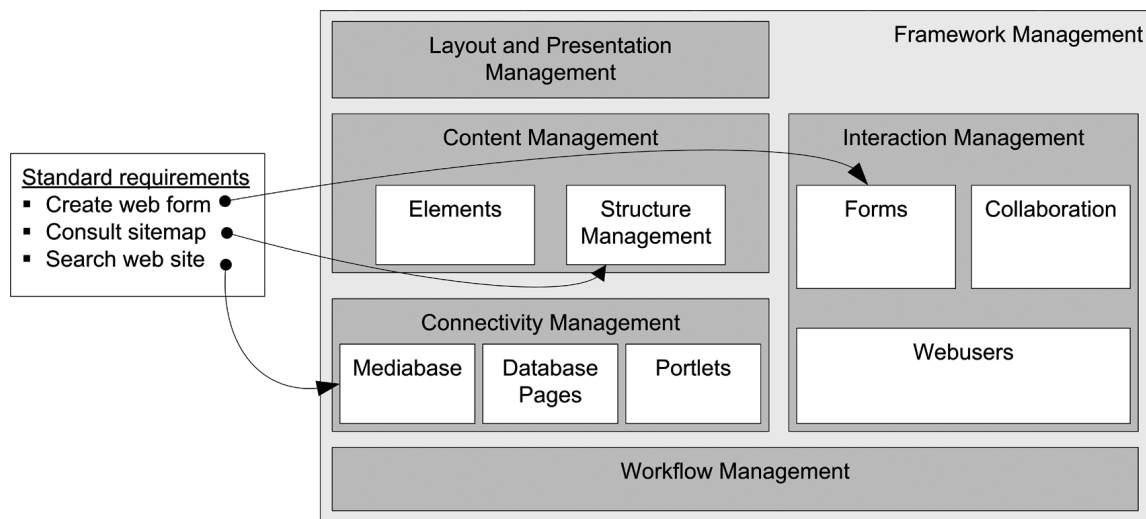 Standard requirements
▪ Create web form
▪ Consult sitemap
▪ Search web site
Framework Management
Layout and Presentation
Management
Content Management
Elements
Structure
Management
Interaction Management
Forms
Collaboration
Webusers
Connectivity Management
Mediabase
Database
Pages
Portlets
Workflow Management